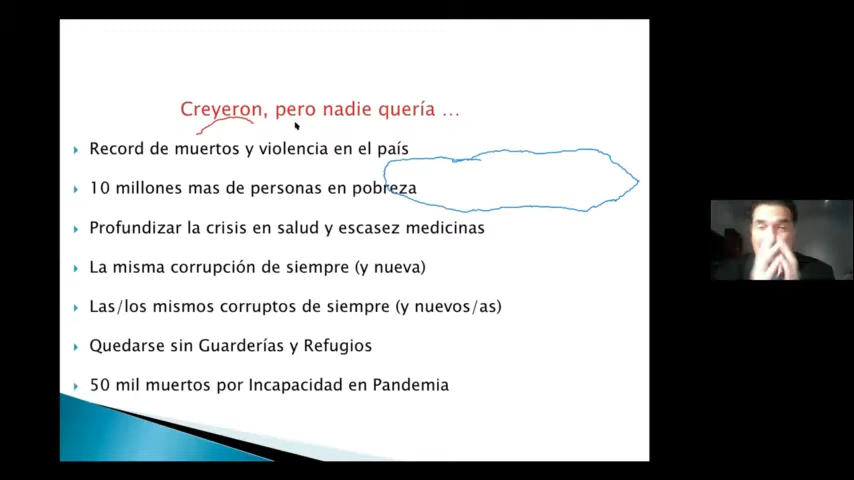 Creyeron, pero nadie quería ...
Record de muertos y violencia en el país
10 millones mas de personas en pobreza
Profundizar la crisis en salud y escasez medicinas
La misma corrupción de siempre (y nueva)
Las/los mismos corruptos de siempre (y nuevos/as)
Quedarse sin Guarderías y Refugios
50 mil muertos por Incapacidad en Pandemia